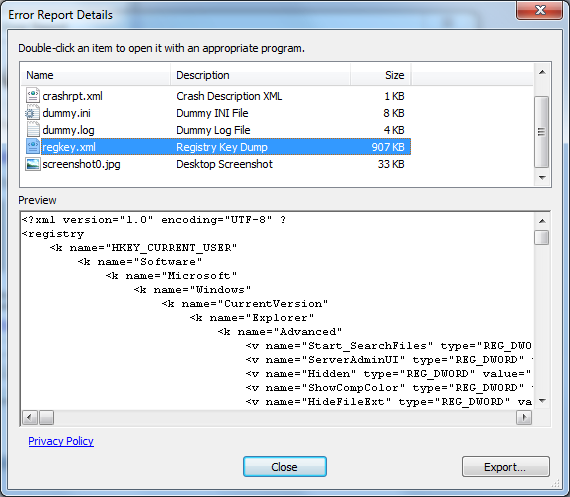 Error Report Details
Double-click an item to open it with an appropriate program.
Name Description Size
crashrpt.xml Crash Description XML 1 KB
dummy.ini Dummy INI File 8 KB
dummy.log Dummy Log File 4 KB
regkey.xml Registry Key Dump 907 KB
screenshot0.jpg Desktop Screenshot 33 KB
Preview
<?xml version="1.0" encoding="UTF-8" ?
<registry
<k name="HKEY_CURRENT_USER"
<k name="Software"
<k name="Microsoft"
<k name="Windows"
<k name="CurrentVersion"
<k name="Explorer"
<k name="Advanced"
<v name="Start_SearchFiles" type="REG_DWO
<v name="ServerAdminUI" type="REG_DWORD"
<v name="Hidden" type="REG_DWORD" value="
<v name="ShowCompColor" type="REG_DWORD"
<v name="HideFileExt" type="REG_DWORD" va
Privacy Policy
Close Export...